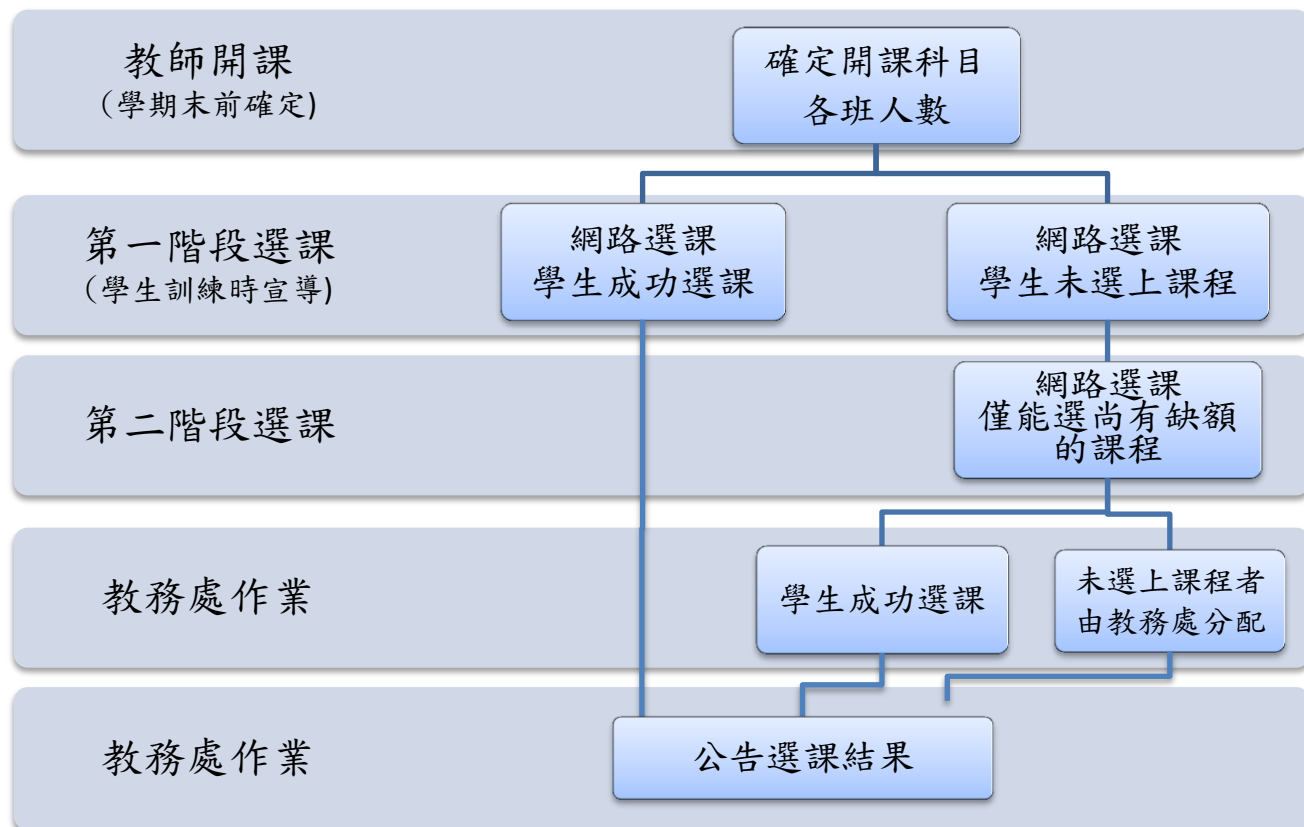 教師開課
（學期末前確定)
確定開課科目
各班人數
第一階段選課
（學生訓練時宣導)
網路選課
學生成功選課
網路選課
學生未選上課程
第二階段選課
網路選課
僅能選尚有缺額
的課程
教務處作業
學生成功選課
未選上課程者
由教務處分配
教務處作業
公告選課結果